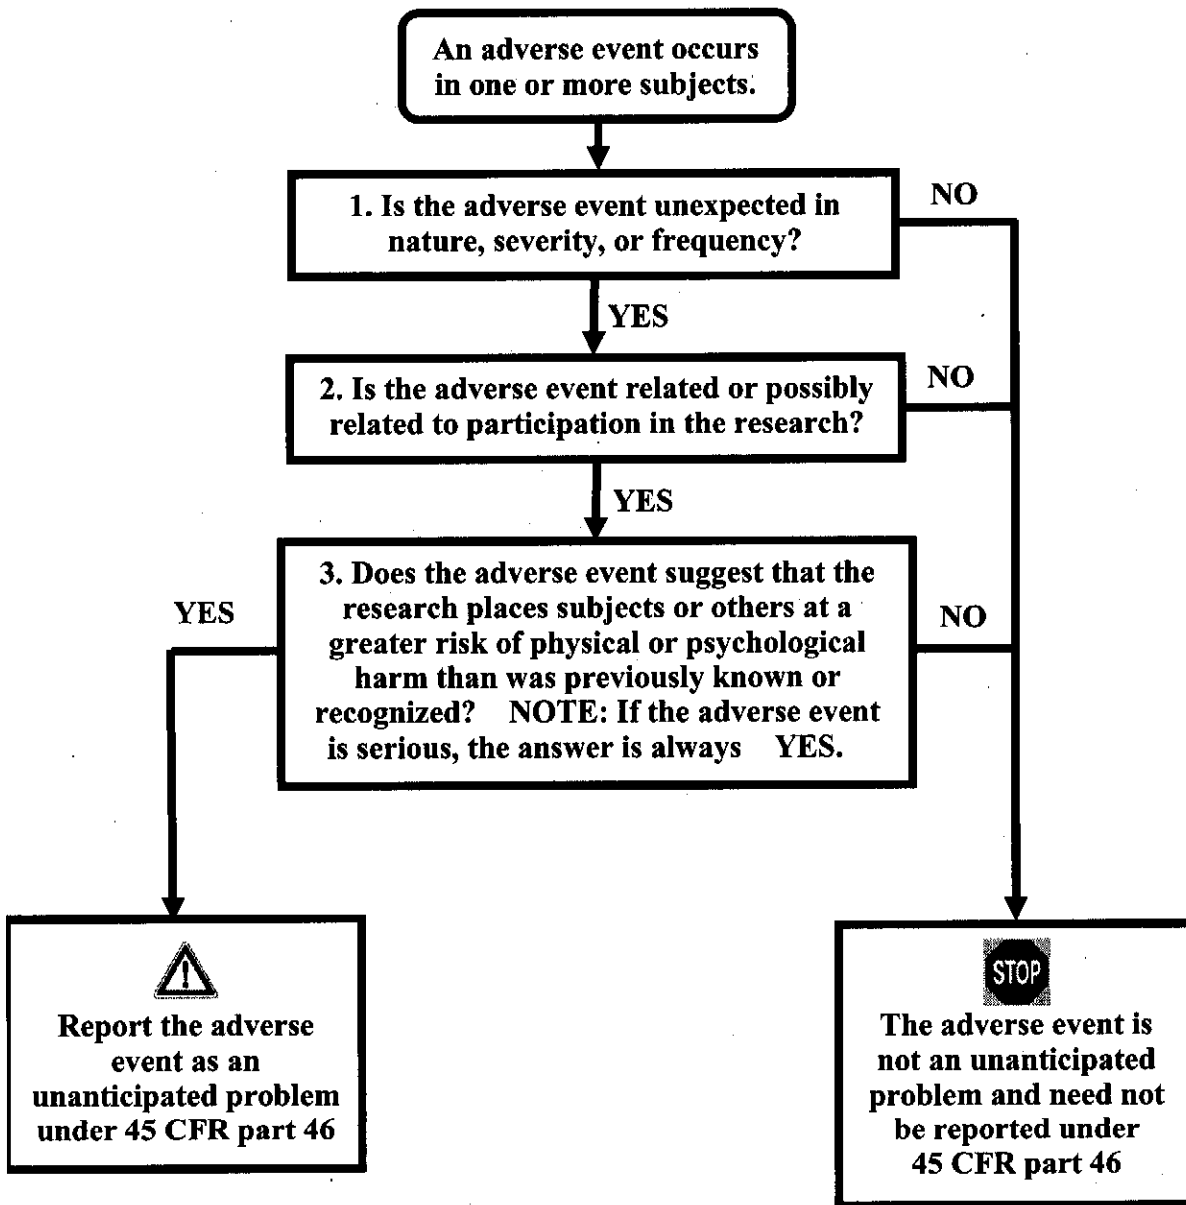 An adverse event occurs
in one or more subjects.
1. Is the adverse event unexpected in
nature, severity, or frequency?
NO
YES
2. Is the adverse event related or possibly
related to participation in the research?
NO
YES
3. Does the adverse event suggest that the
research places subjects or others at a
greater risk of physical or psychological
harm than was previously known or
recognized? NOTE: If the adverse event
is serious, the answer is always YES.
YES
NO
Report the adverse
event as an
unanticipated problem
under 45 CFR part 46
STOP
The adverse event is
not an unanticipated
problem and need not
be reported under
45 CFR part 46